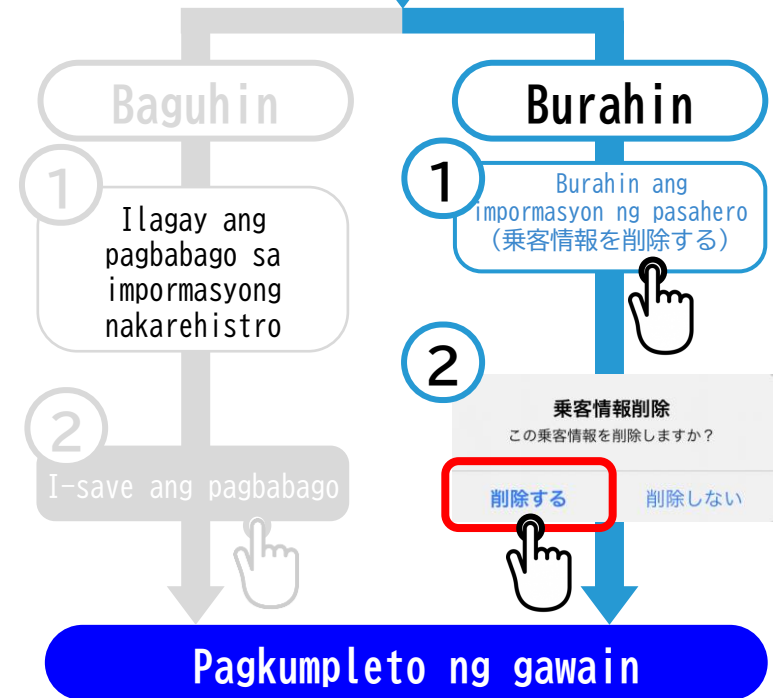 Baguhin
1
Ilagay ang
pagbabago sa
impormasyong
nakarehistro
2
I-save ang pagbabago
Burahin
1
Burahin ang
impormasyon ng pasahero
(乗客情報を削除する)
2
乗客情報削除
この乗客情報を削除しますか？
削除する
削除しない
Pagkumpleto ng gawain